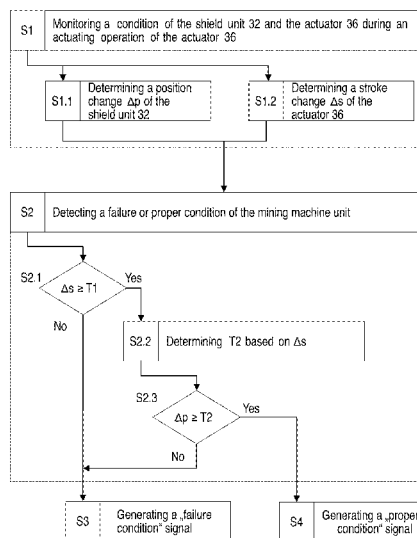 S1 Monitoring a condition of the shield unit 32 and the actuator 36 during an
actuating operation of the actuator 36
S1.1 Determining a position
change Δp of the
shield unit 32
S1.2 Determining a stroke
change Δs of the
actuator 36
S2 Detecting a failure or proper condition of the mining machine unit
S2.1
Δs ≥ T1
Yes
No
S2.2 Determining T2 based on Δs
S2.3
Δp ≥ T2
Yes
No
S3 Generating a „failure
condition“ signal
S4 Generating a „proper
condition“ signal